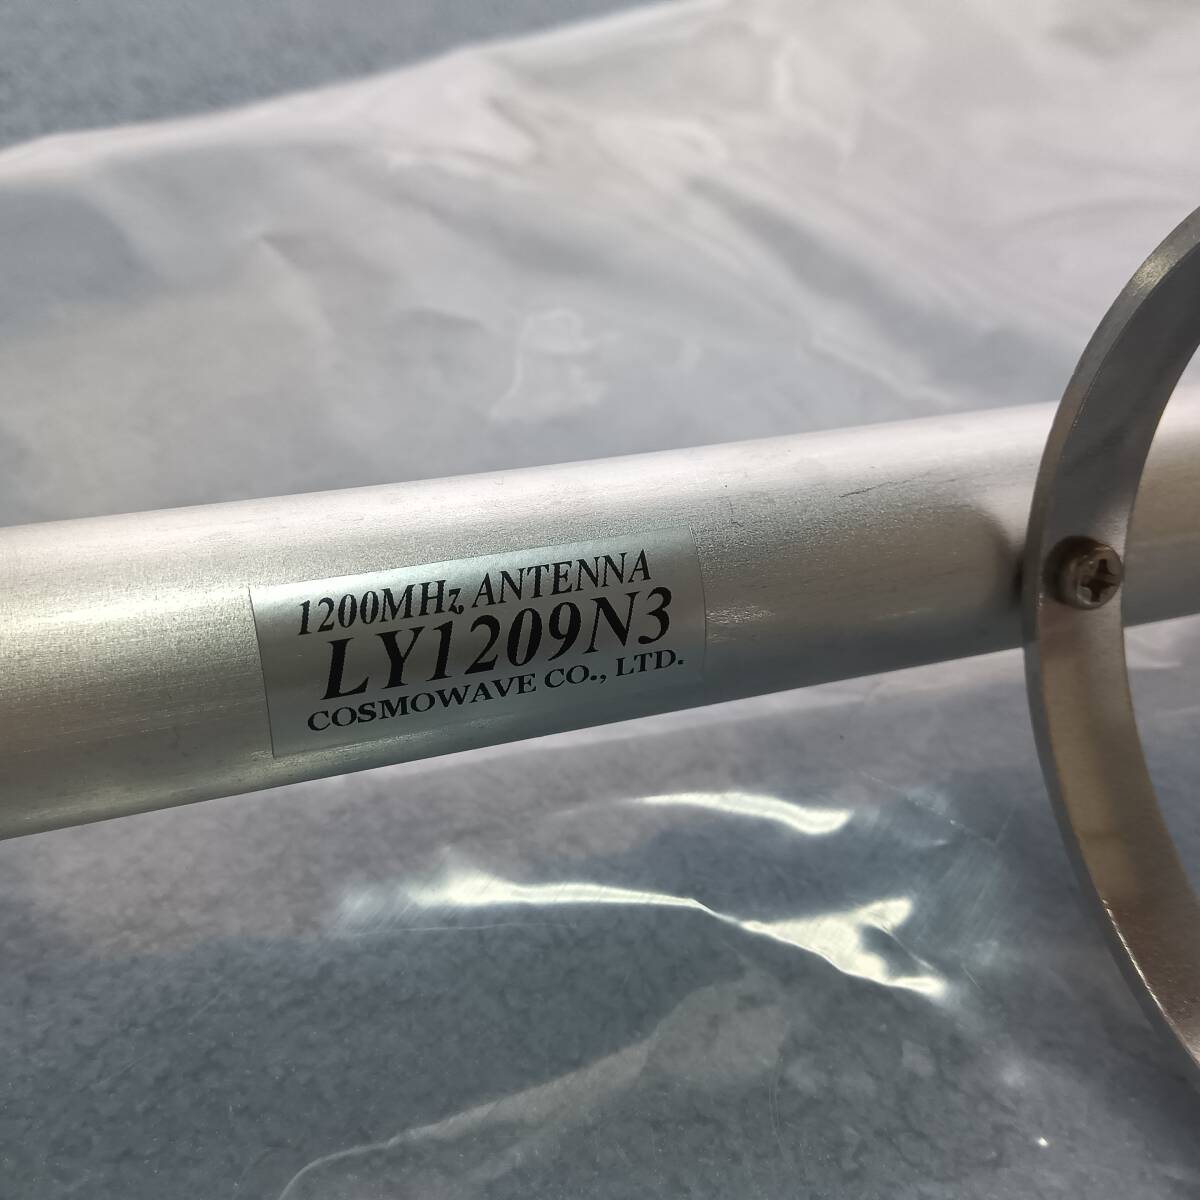 1200MHz ANTENNA
LY1209N3
COSMOWAVE CO., LTD.